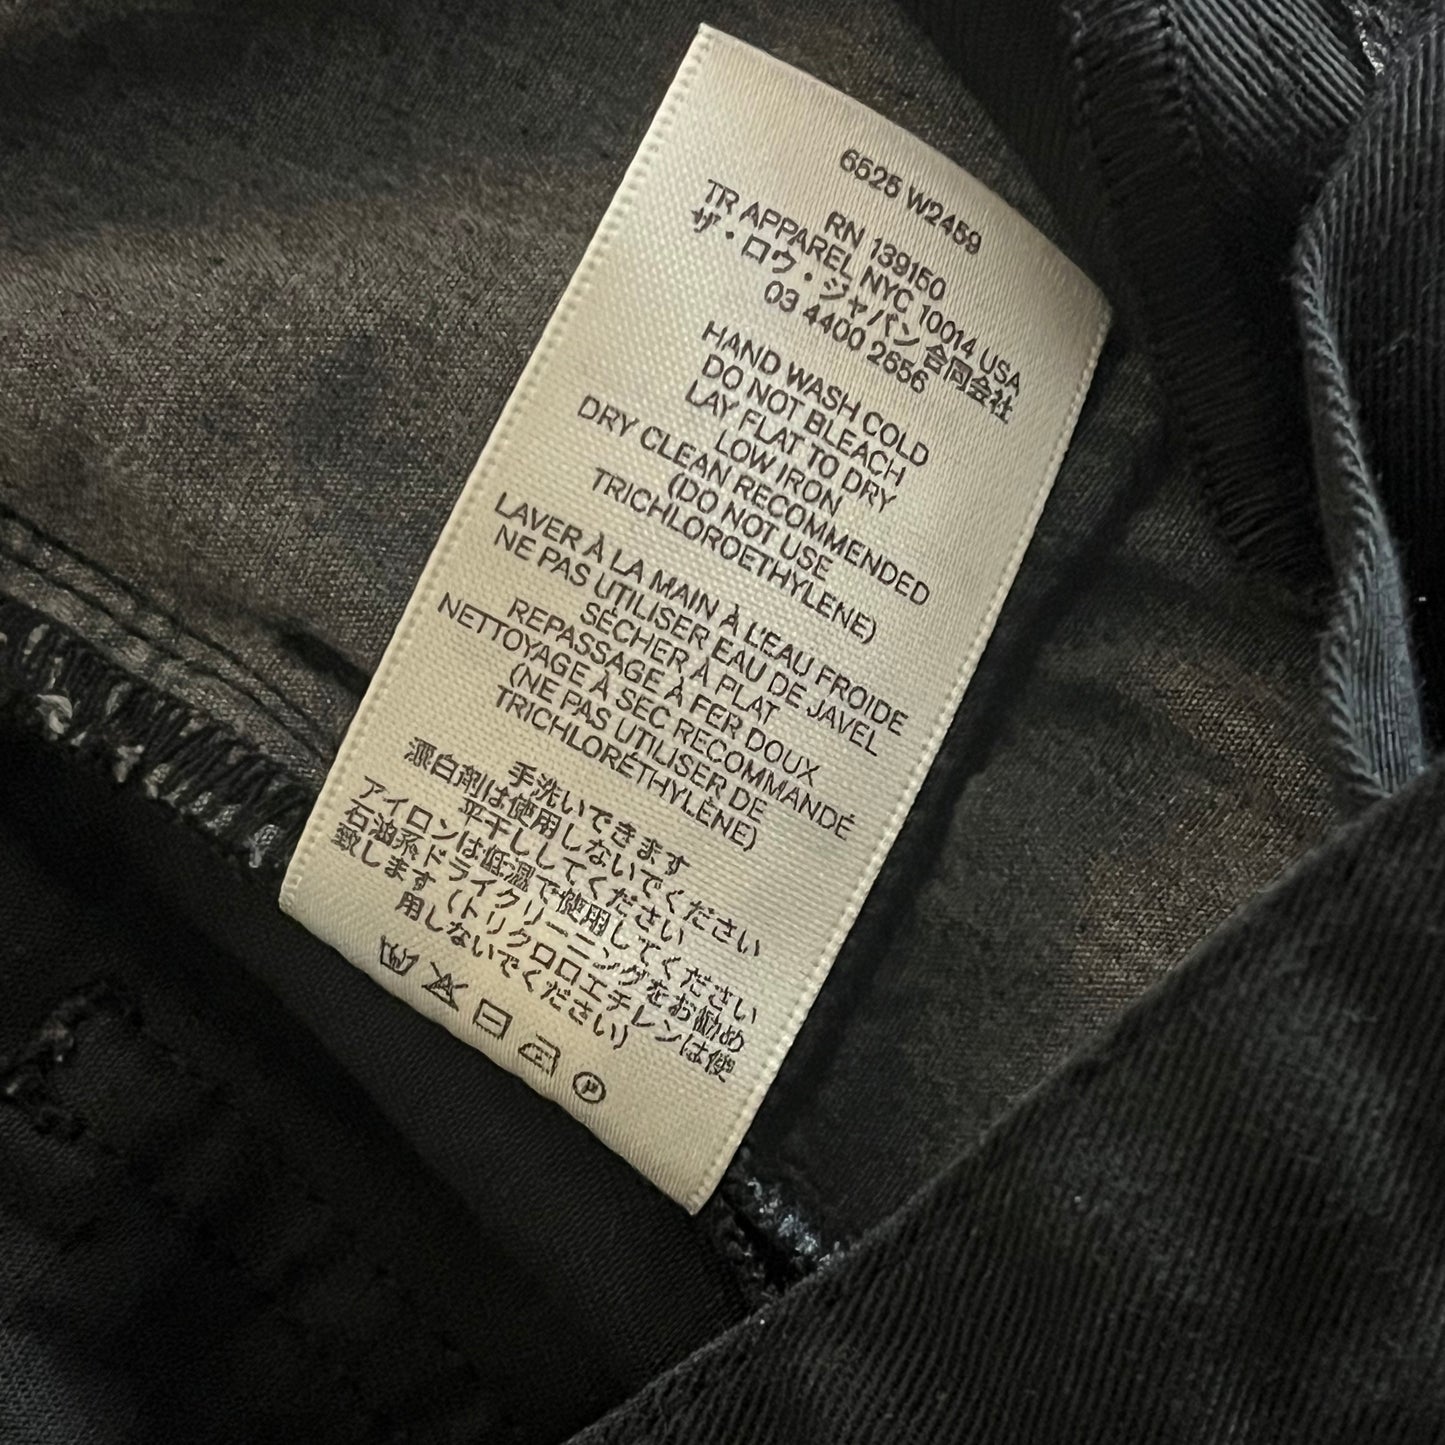 6525 W2459
RN 139150
TR APPAREL NYC 10014 USA
ザ・ロウ・ジャパン合同会社
03 4400 2656
HAND WASH COLD
DO NOT BLEACH
LAY FLAT TO DRY
LOW IRON
DRY CLEAN RECOMMENDED
(DO NOT USE
TRICHLOROETHYLENE)
LAVER À LA MAIN À L'EAU FROIDE
NE PAS UTILISER EAU DE JAVEL
SÉCHER À PLAT
REPASSAGE À FER DOUX
NETTOYAGE À SEC RECOMMANDÉ
(NE PAS UTILISER DE
TRICHLORÉTHYLÈNE)
手洗いできます
漂白剤は使用しないでください
平干ししてください
アイロンは低温で使用してください
石油系ドライクリーニングをお勧め
致します (トリクロロエチレンは使
用しないでください)
P